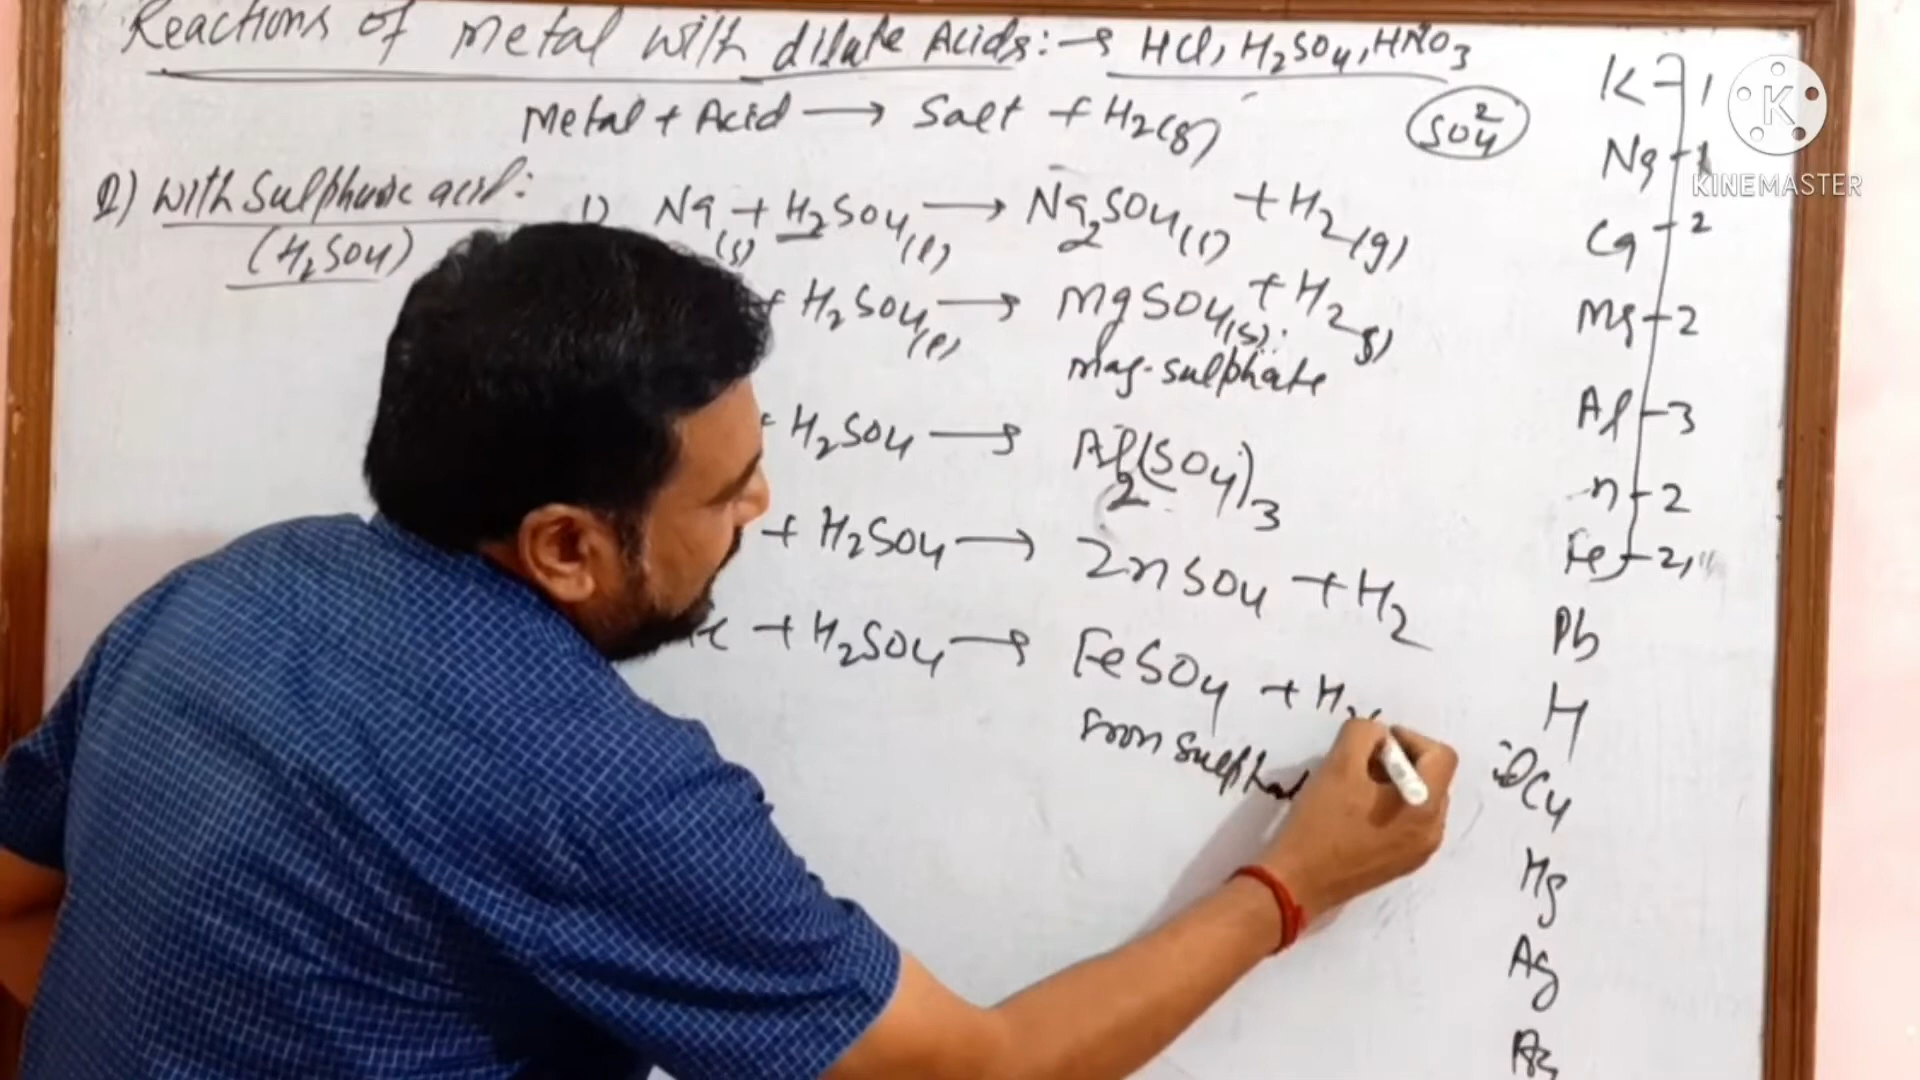 Reactions of Metal with dilute Acids:→ HCl, H2SO4, HNO3
Metal + Acid → Salt + H2(g)
SO4 2
2) with Sulphuric acid:
(H2SO4)
1) Na(s) + H2SO4(l) → Na2SO4(l) + H2(g)
+ H2SO4(l) → MgSO4(s) + H2(g)
Mag. sulphate
+ H2SO4 → Al2(SO4)3
+ H2SO4 → ZnSO4 + H2
+ H2SO4 → FeSO4 + H2
Iron Sulphat
K - 1
Na - 1
Ca - 2
Mg - 2
Al - 3
n - 2
Fe - 2,
Pb
H
Cu
Hg
Ag
K
KINEMASTER